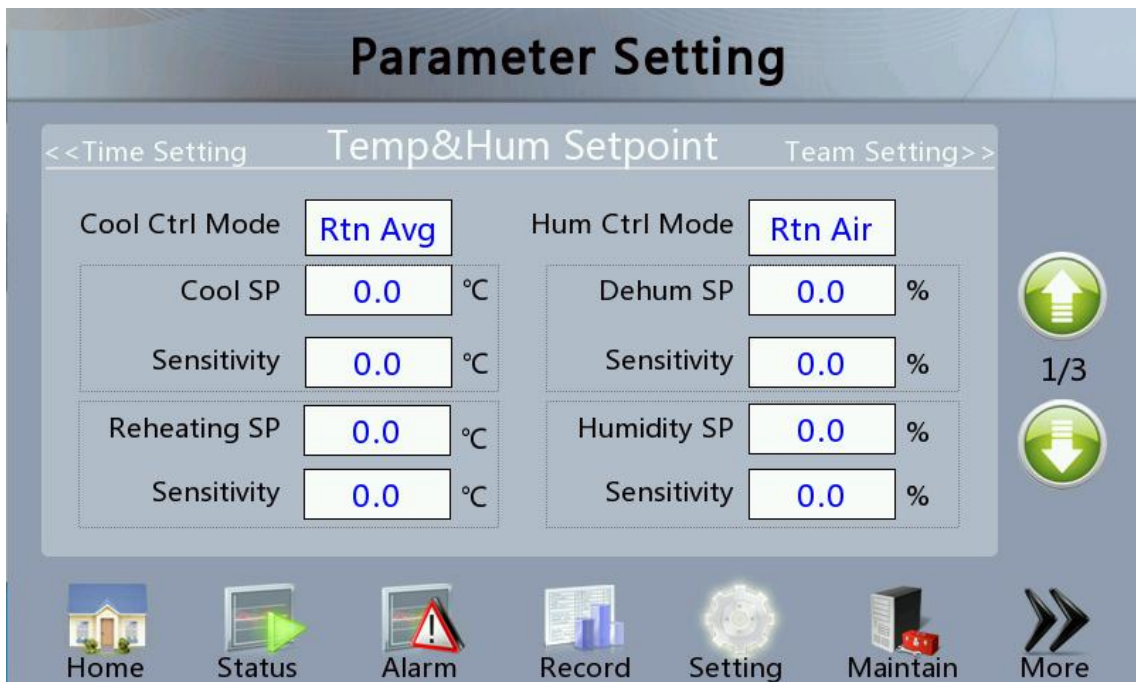 Parameter Setting
<<Time Setting Temp&Hum Setpoint Team Setting>>
Cool Ctrl Mode Rtn Avg Hum Ctrl Mode Rtn Air
Cool SP 0.0 ℃ Dehum SP 0.0 %
Sensitivity 0.0 ℃ Sensitivity 0.0 %
1/3
Reheating SP 0.0 ℃ Humidity SP 0.0 %
Sensitivity 0.0 ℃ Sensitivity 0.0 %
Home Status Alarm Record Setting Maintain More